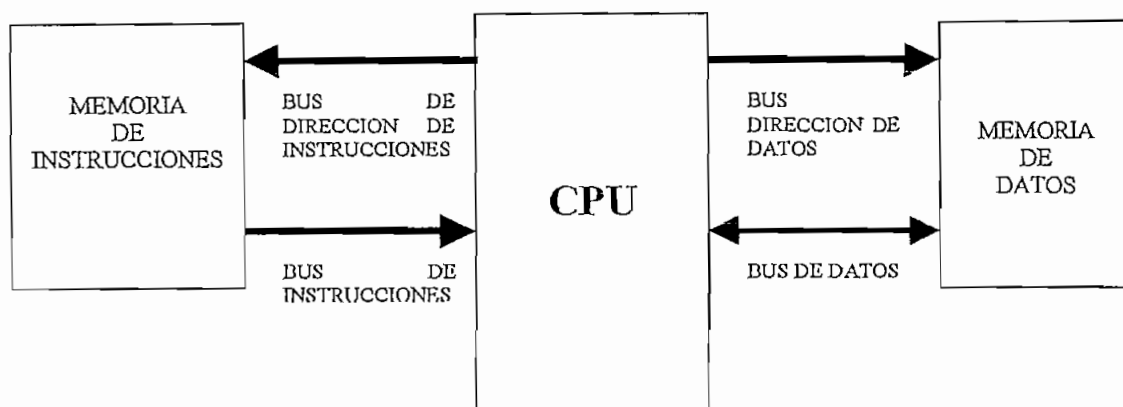 MEMORIA
DE
INSTRUCCIONES
BUS DE
DIRECCION DE
INSTRUCCIONES
BUS DE
INSTRUCCIONES
CPU
BUS
DIRECCION DE
DATOS
BUS DE DATOS
MEMORIA
DE
DATOS